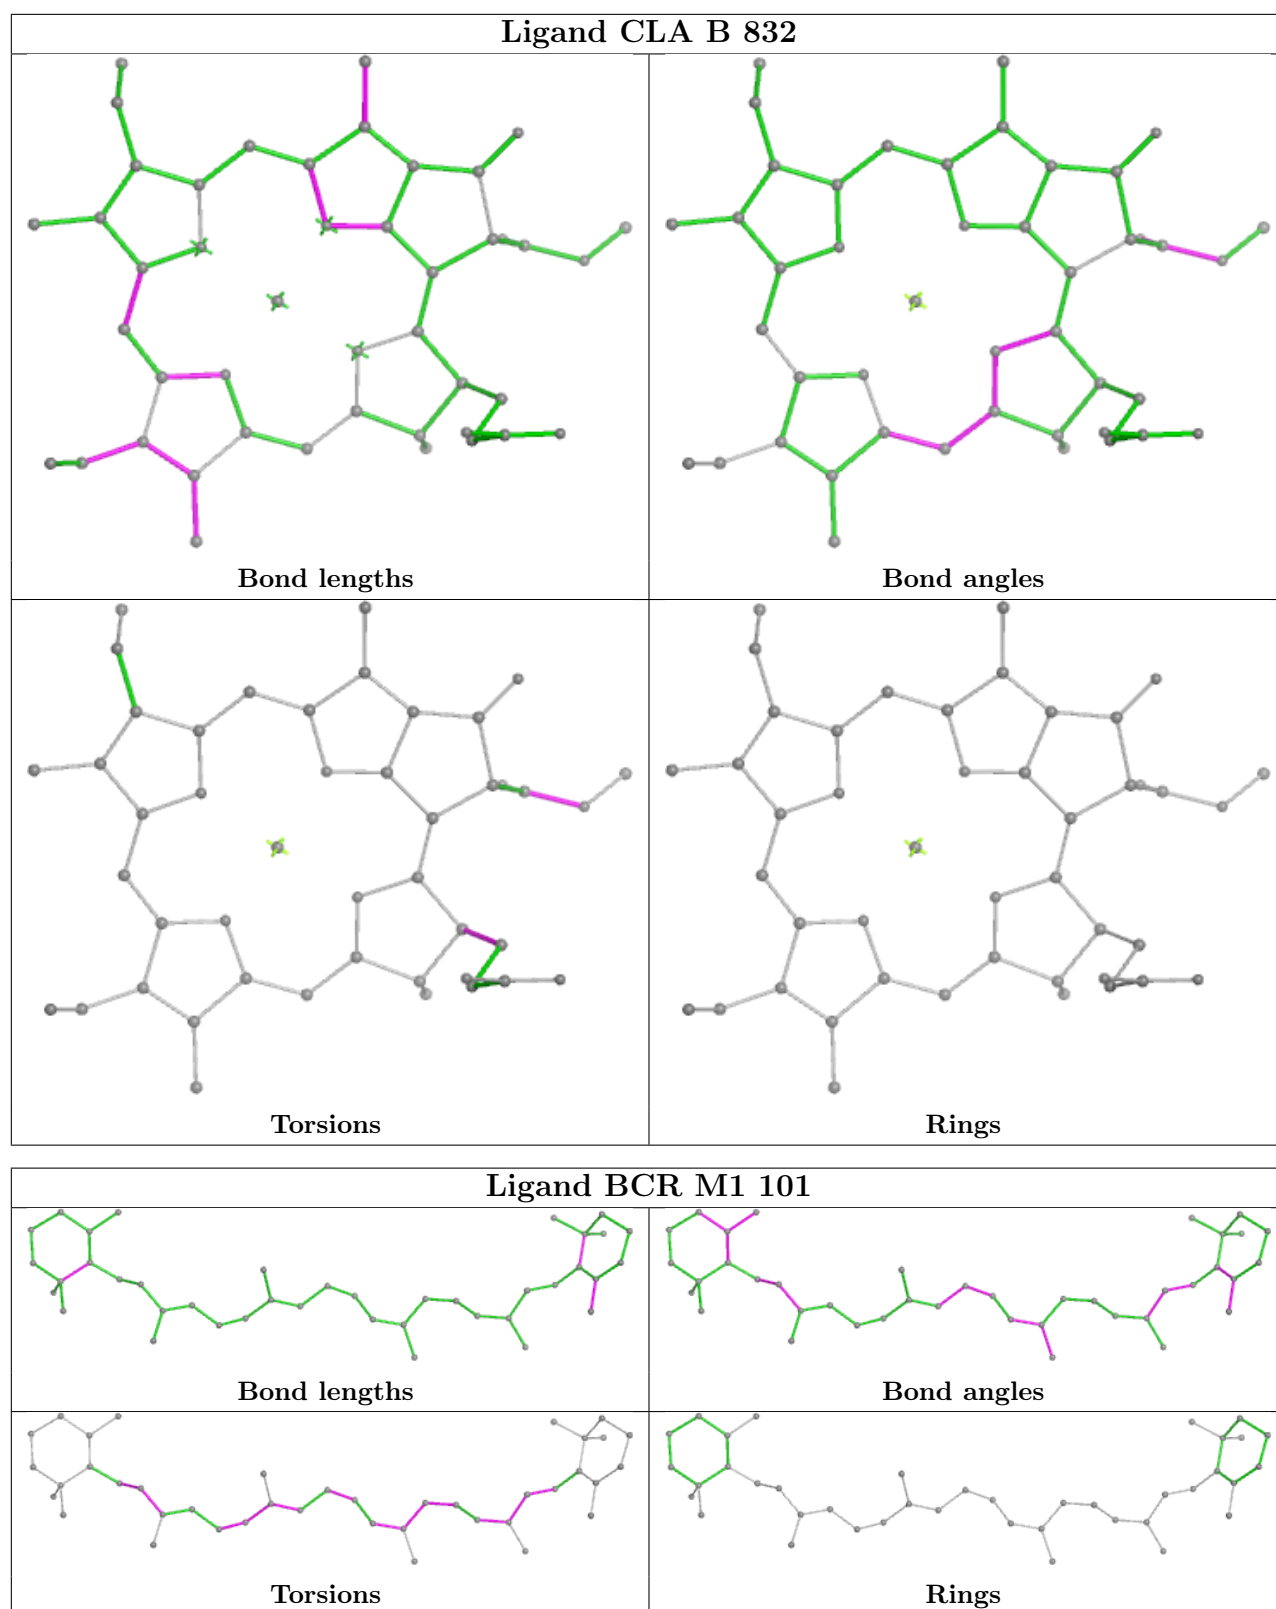 Ligand CLA B 832
Bond lengths
Bond angles
Torsions
Rings
Ligand BCR M1 101
Bond lengths
Bond angles
Torsions
Rings